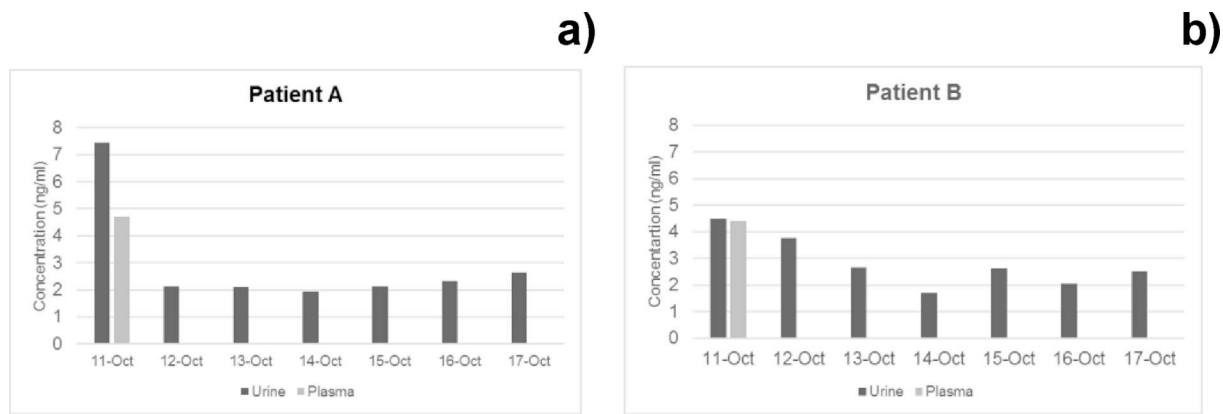 a)
Patient A
Concentration (ng/ml)
8
7
6
5
4
3
2
1
0
11-Oct 12-Oct 13-Oct 14-Oct 15-Oct 16-Oct 17-Oct
Urine Plasma
b)
Patient B
Concentartion (ng/ml)
8
7
6
5
4
3
2
1
0
11-Oct 12-Oct 13-Oct 14-Oct 15-Oct 16-Oct 17-Oct
Urine Plasma